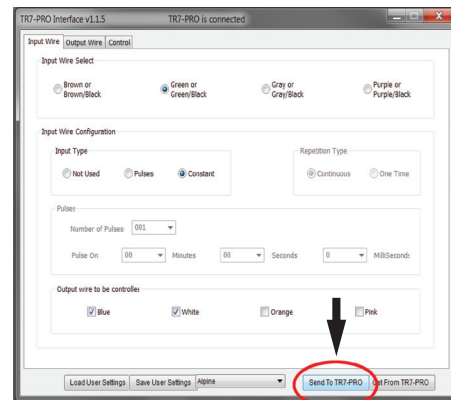 TR7-PRO Interface v1.1.5 TR7-PRO is connected
Input Wire Output Wire Control
Input Wire Select
Brown or Brown/Black
Green or Green/Black
Gray or Gray/Black
Purple or Purple/Black
Input Wire Configuration
Input Type
Not Used Pulses Constant
Repetition Type
Continuous One Time
Pulses
Number of Pulses 001
Pulse On 00 Minutes 00 Seconds 0 MilliSeconds
Output wire to be controller
Blue White Orange Pink
Load User Settings Save User Settings Alpine Send To TR7-PRO Get From TR7-PRO